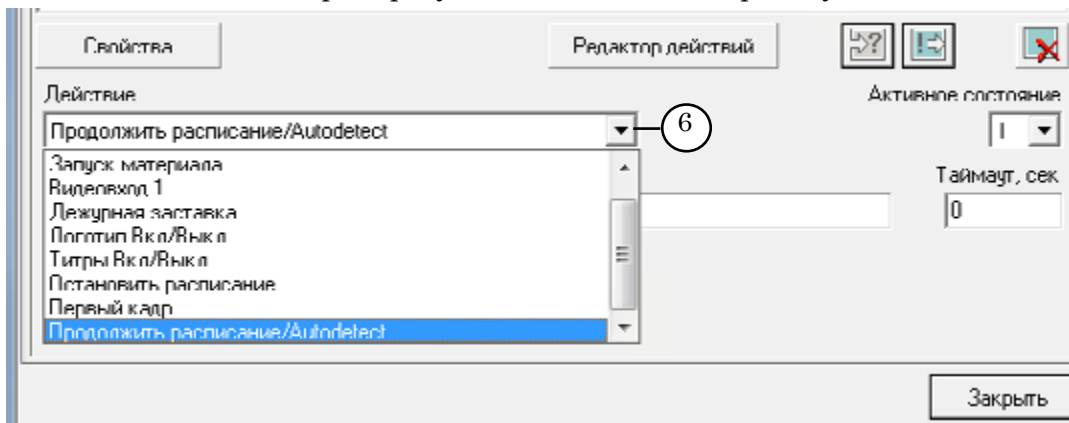 Свойства
Редактор действий
Действие
Активное состояние
Продолжить расписание/Autodetect
6
I
Запуск материала
Видеовход 1
Дежурная заставка
Логотип Вкл/Выкл
Титры Вкл/Выкл
Остановить расписание
Первый кадр
Продолжить расписание/Autodetect
Таймаут, сек
0
Закрыть